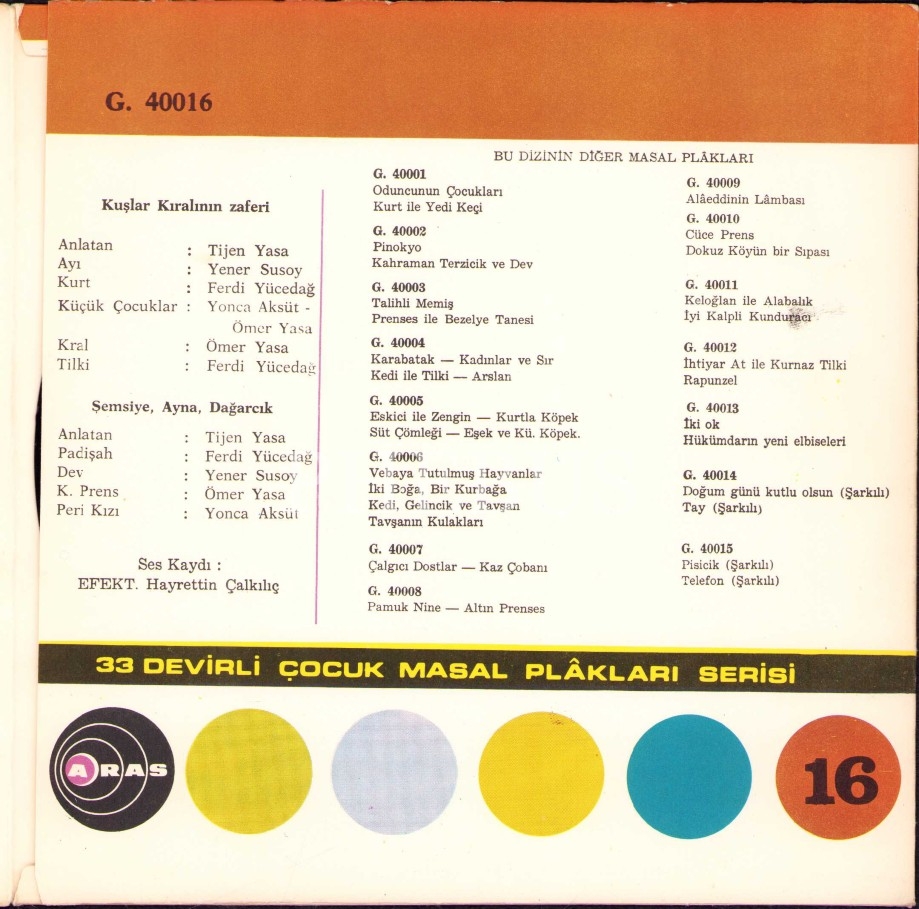 G. 40016
Kuşlar Kıralının zaferi
Anlatan : Tijen Yasa
Ayı : Yener Susoy
Kurt : Ferdi Yücedağ
Küçük Çocuklar : Yonca Aksüt -
Ömer Yasa
Kral : Ömer Yasa
Tilki : Ferdi Yücedağ
Şemsiye, Ayna, Dağarcık
Anlatan : Tijen Yasa
Padişah : Ferdi Yücedağ
Dev : Yener Susoy
K. Prens : Ömer Yasa
Peri Kızı : Yonca Aksüt
Ses Kaydı :
EFEKT. Hayrettin Çalkılıç
BU DİZİNİN DİĞER MASAL PLÂKLARI
G. 40001
Oduncunun Çocukları
Kurt ile Yedi Keçi
G. 40002
Pinokyo
Kahraman Terzicik ve Dev
G. 40003
Talihli Memiş
Prenses ile Bezelye Tanesi
G. 40004
Karabatak — Kadınlar ve Sır
Kedi ile Tilki — Arslan
G. 40005
Eskici ile Zengin — Kurtla Köpek
Süt Çömleği — Eşek ve Kü. Köpek.
G. 40006
Vebaya Tutulmuş Hayvanlar
İki Boğa, Bir Kurbağa
Kedi, Gelincik ve Tavşan
Tavşanın Kulakları
G. 40007
Çalgıcı Dostlar — Kaz Çobanı
G. 40008
Pamuk Nine — Altın Prenses
G. 40009
Alâeddinin Lâmbası
G. 40010
Cüce Prens
Dokuz Köyün bir Sıpası
G. 40011
Keloğlan ile Alabalık
İyi Kalpli Kunduracı
G. 40012
İhtiyar At ile Kurnaz Tilki
Rapunzel
G. 40013
İki ok
Hükümdarın yeni elbiseleri
G. 40014
Doğum günü kutlu olsun (Şarkılı)
Tay (Şarkılı)
G. 40015
Pisicik (Şarkılı)
Telefon (Şarkılı)
33 DEVİRLİ ÇOCUK MASAL PLÂKLARI SERİSİ
ARAS
16